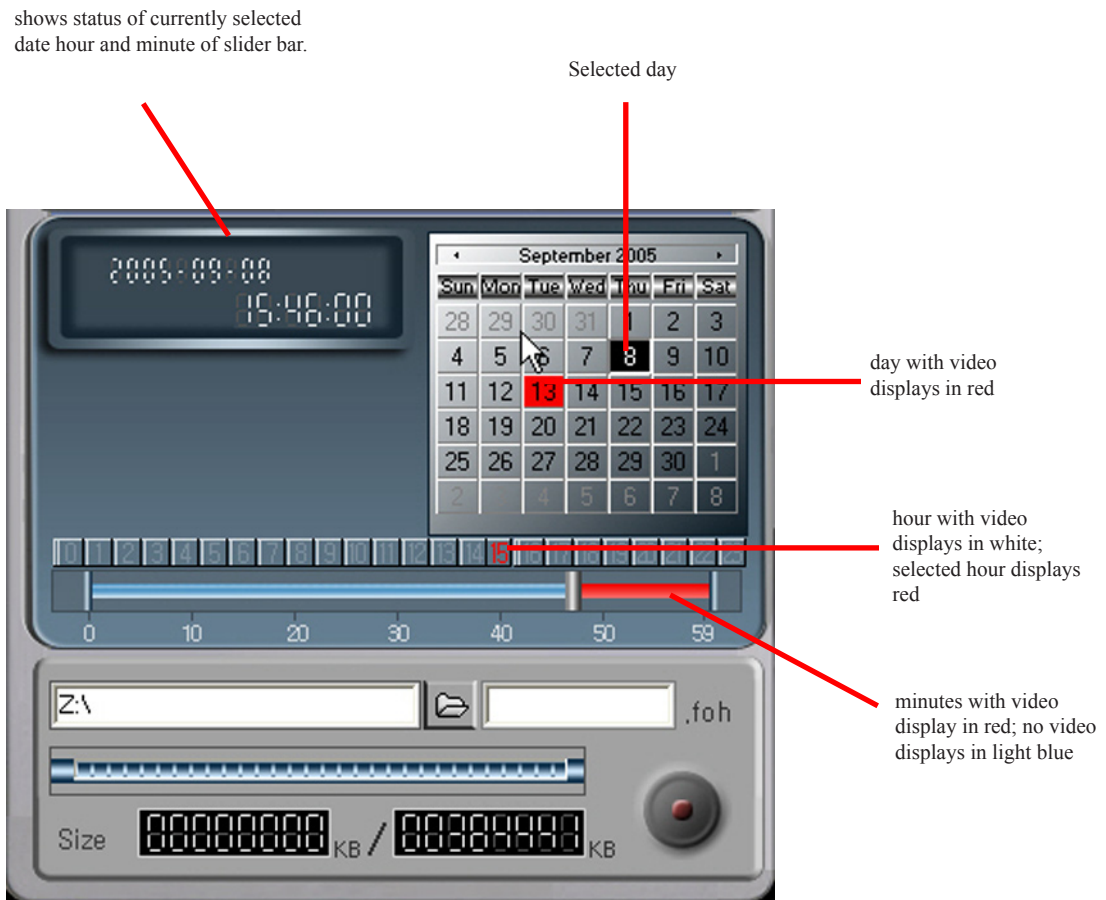 shows status of currently selected
date hour and minute of slider bar.
Selected day
2005-09-08
15:46:00
September 2005
Sun Mon Tue Wed Thu Fri Sat
28 29 30 31 1 2 3
4 5 6 7 8 9 10
11 12 13 14 15 16 17
18 19 20 21 22 23 24
25 26 27 28 29 30 1
2 4 5 6 7 8
day with video
displays in red
hour with video
displays in white;
selected hour displays
red
0 1 2 3 4 5 6 7 8 9 10 11 12 13 14 15 16 17 18 19 20 21 22 23
0 10 20 30 40 50 59
minutes with video
display in red; no video
displays in light blue
Z:\
.foh
Size 00000000 KB / KB